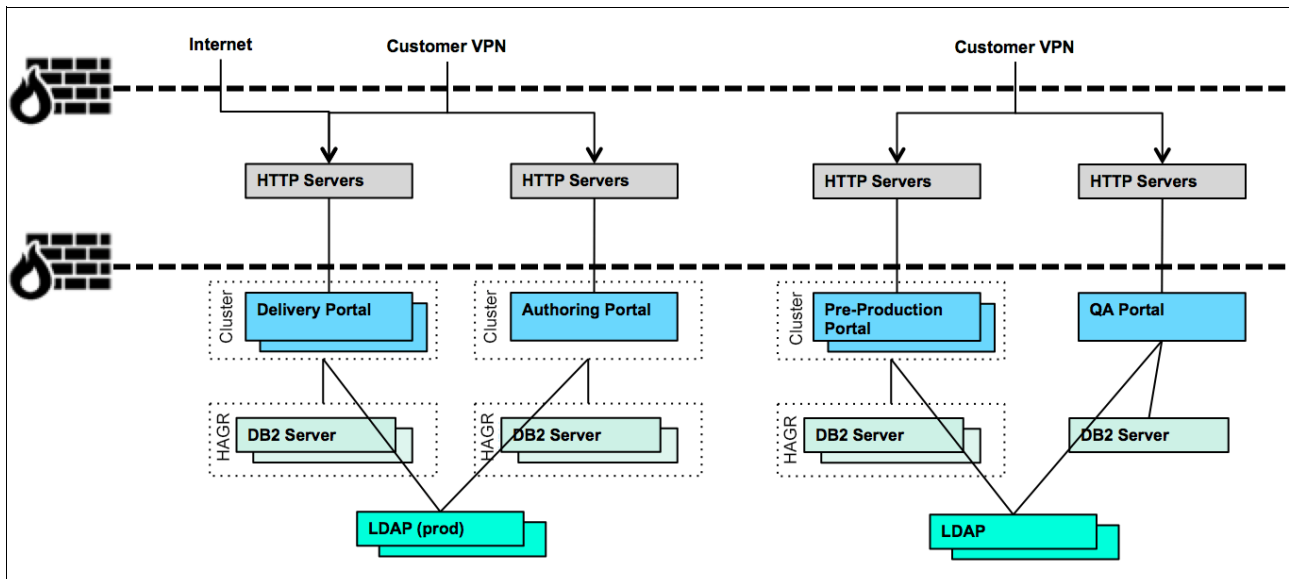 Internet
Customer VPN
Customer VPN
HTTP Servers
HTTP Servers
HTTP Servers
HTTP Servers
Cluster
Delivery Portal
Authoring Portal
Cluster
Cluster
Pre-Production
Portal
QA Portal
HAGR
DB2 Server
HAGR
DB2 Server
HAGR
DB2 Server
DB2 Server
LDAP (prod)
LDAP